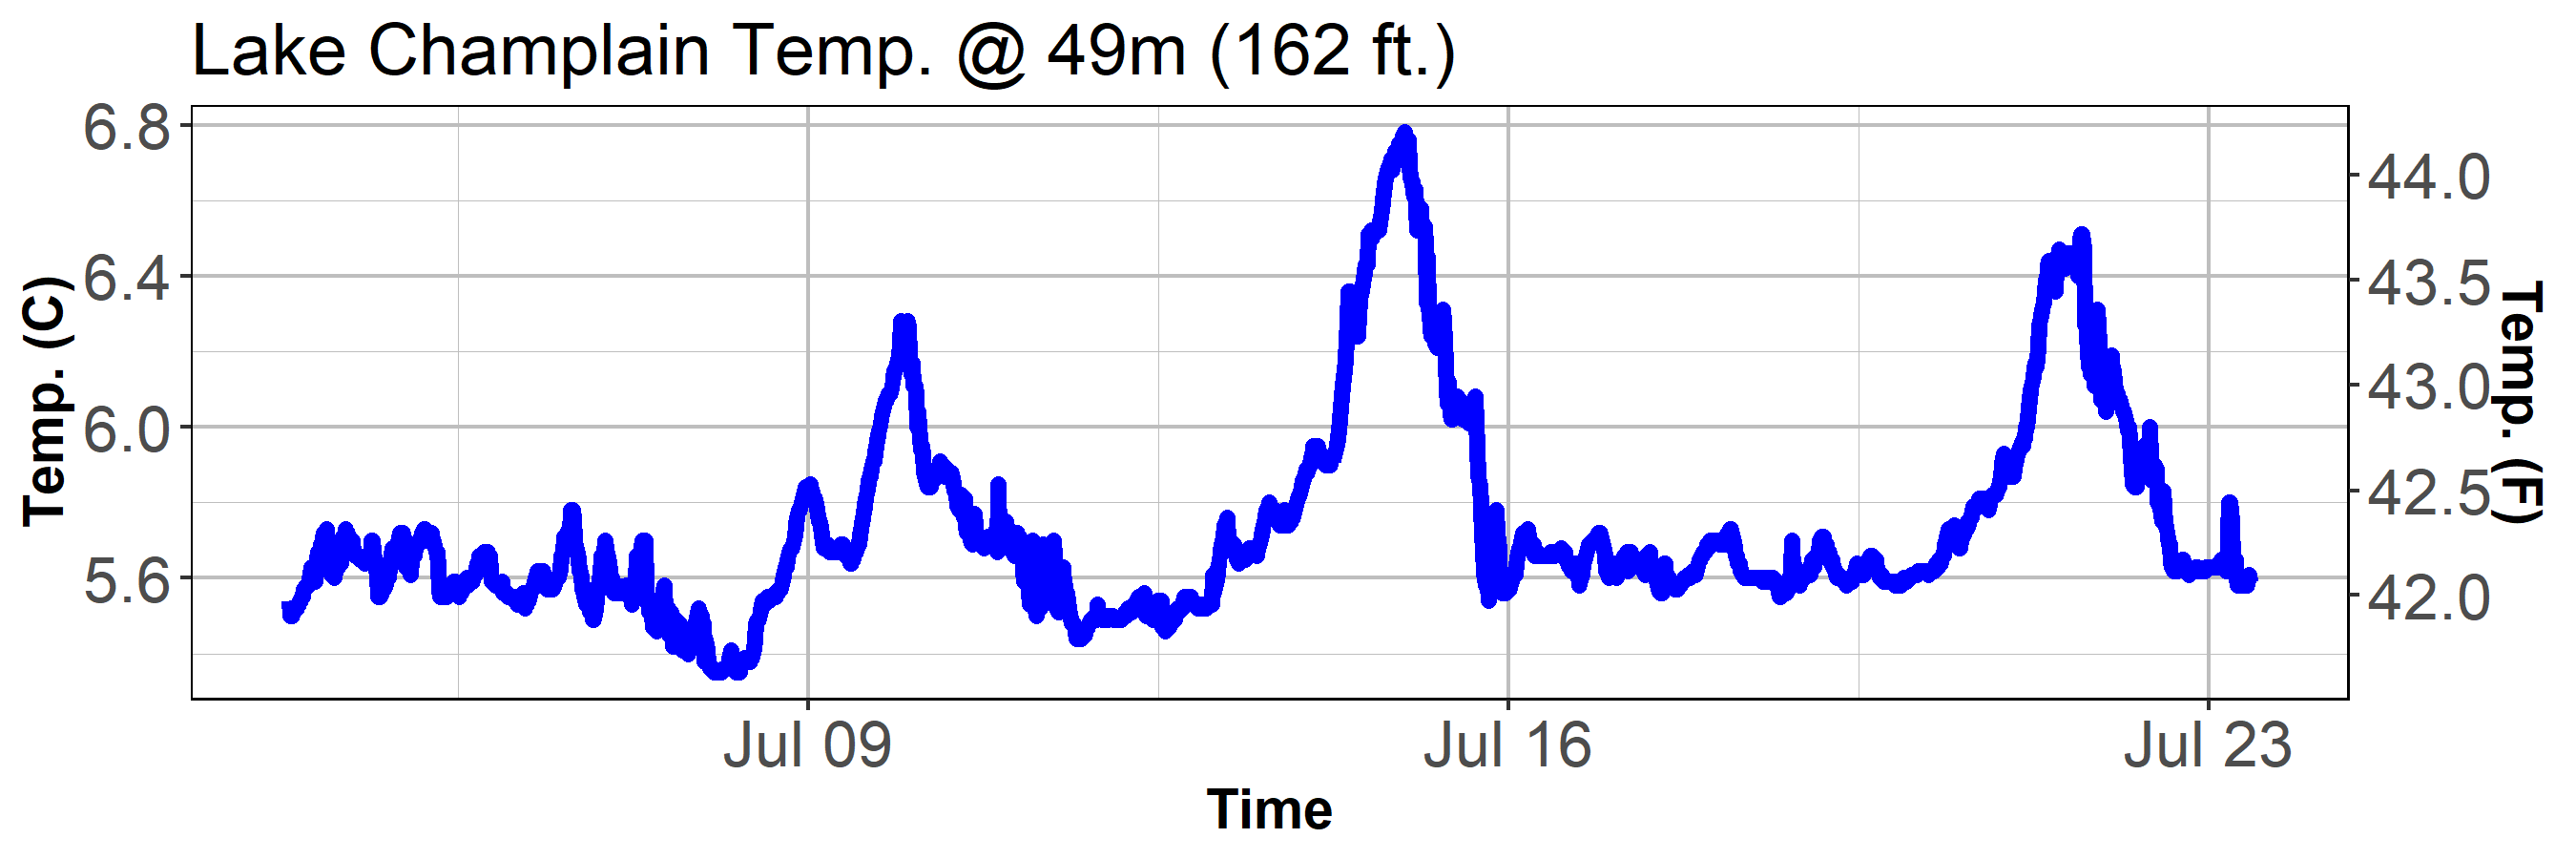 Lake Champlain Temp. @ 49m (162 ft.)
6.8
6.4
6.0
5.6
Temp. (C)
44.0
43.5
43.0
42.5
42.0
Temp. (F)
Jul 09 Jul 16 Jul 23
Time